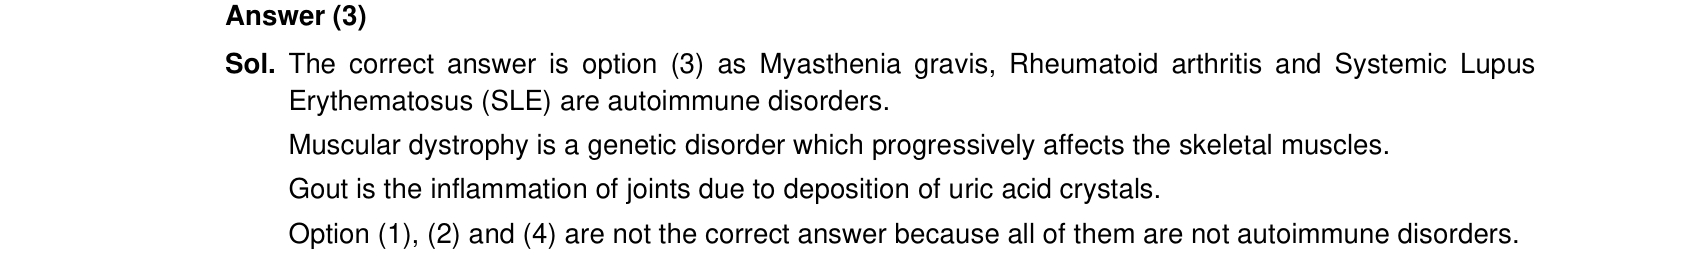 Answer (3)
Sol. The correct answer is option (3) as Myasthenia gravis, Rheumatoid arthritis and Systemic Lupus
Erythematosus (SLE) are autoimmune disorders.
Muscular dystrophy is a genetic disorder which progressively affects the skeletal muscles.
Gout is the inflammation of joints due to deposition of uric acid crystals.
Option (1), (2) and (4) are not the correct answer because all of them are not autoimmune disorders.